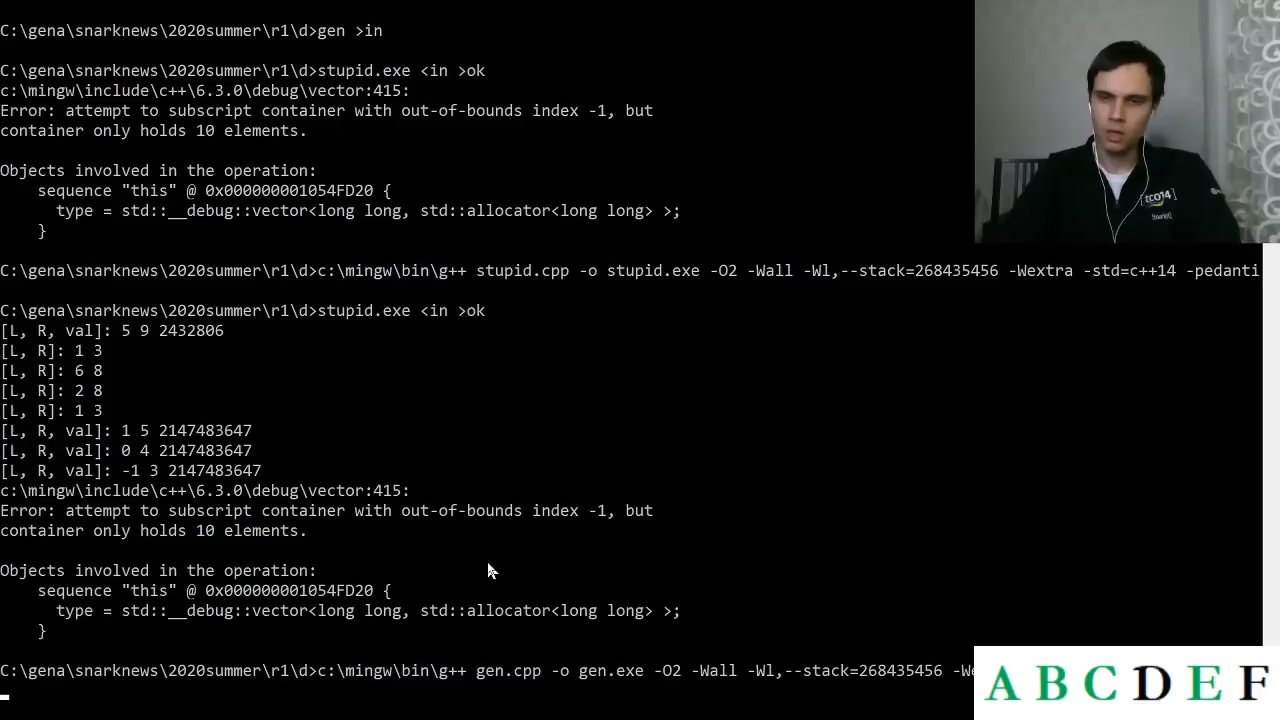 C:\gena\snarknews\2020summer\r1\d>gen >in
C:\gena\snarknews\2020summer\r1\d>stupid.exe <in >ok
c:\mingw\include\c++\6.3.0\debug\vector:415:
Error: attempt to subscript container with out-of-bounds index -1, but
container only holds 10 elements.
Objects involved in the operation:
    sequence "this" @ 0x000000001054FD20 {
      type = std::__debug::vector<long long, std::allocator<long long> >;
    }
C:\gena\snarknews\2020summer\r1\d>c:\mingw\bin\g++ stupid.cpp -o stupid.exe -O2 -Wall -Wl,--stack=268435456 -Wextra -std=c++14 -pedanti
C:\gena\snarknews\2020summer\r1\d>stupid.exe <in >ok
[L, R, val]: 5 9 2432806
[L, R]: 1 3
[L, R]: 6 8
[L, R]: 2 8
[L, R]: 1 3
[L, R, val]: 1 5 2147483647
[L, R, val]: 0 4 2147483647
[L, R, val]: -1 3 2147483647
c:\mingw\include\c++\6.3.0\debug\vector:415:
Error: attempt to subscript container with out-of-bounds index -1, but
container only holds 10 elements.
Objects involved in the operation:
    sequence "this" @ 0x000000001054FD20 {
      type = std::__debug::vector<long long, std::allocator<long long> >;
    }
C:\gena\snarknews\2020summer\r1\d>c:\mingw\bin\g++ gen.cpp -o gen.exe -O2 -Wall -Wl,--stack=268435456 -We
[tco14]
A B C D E F